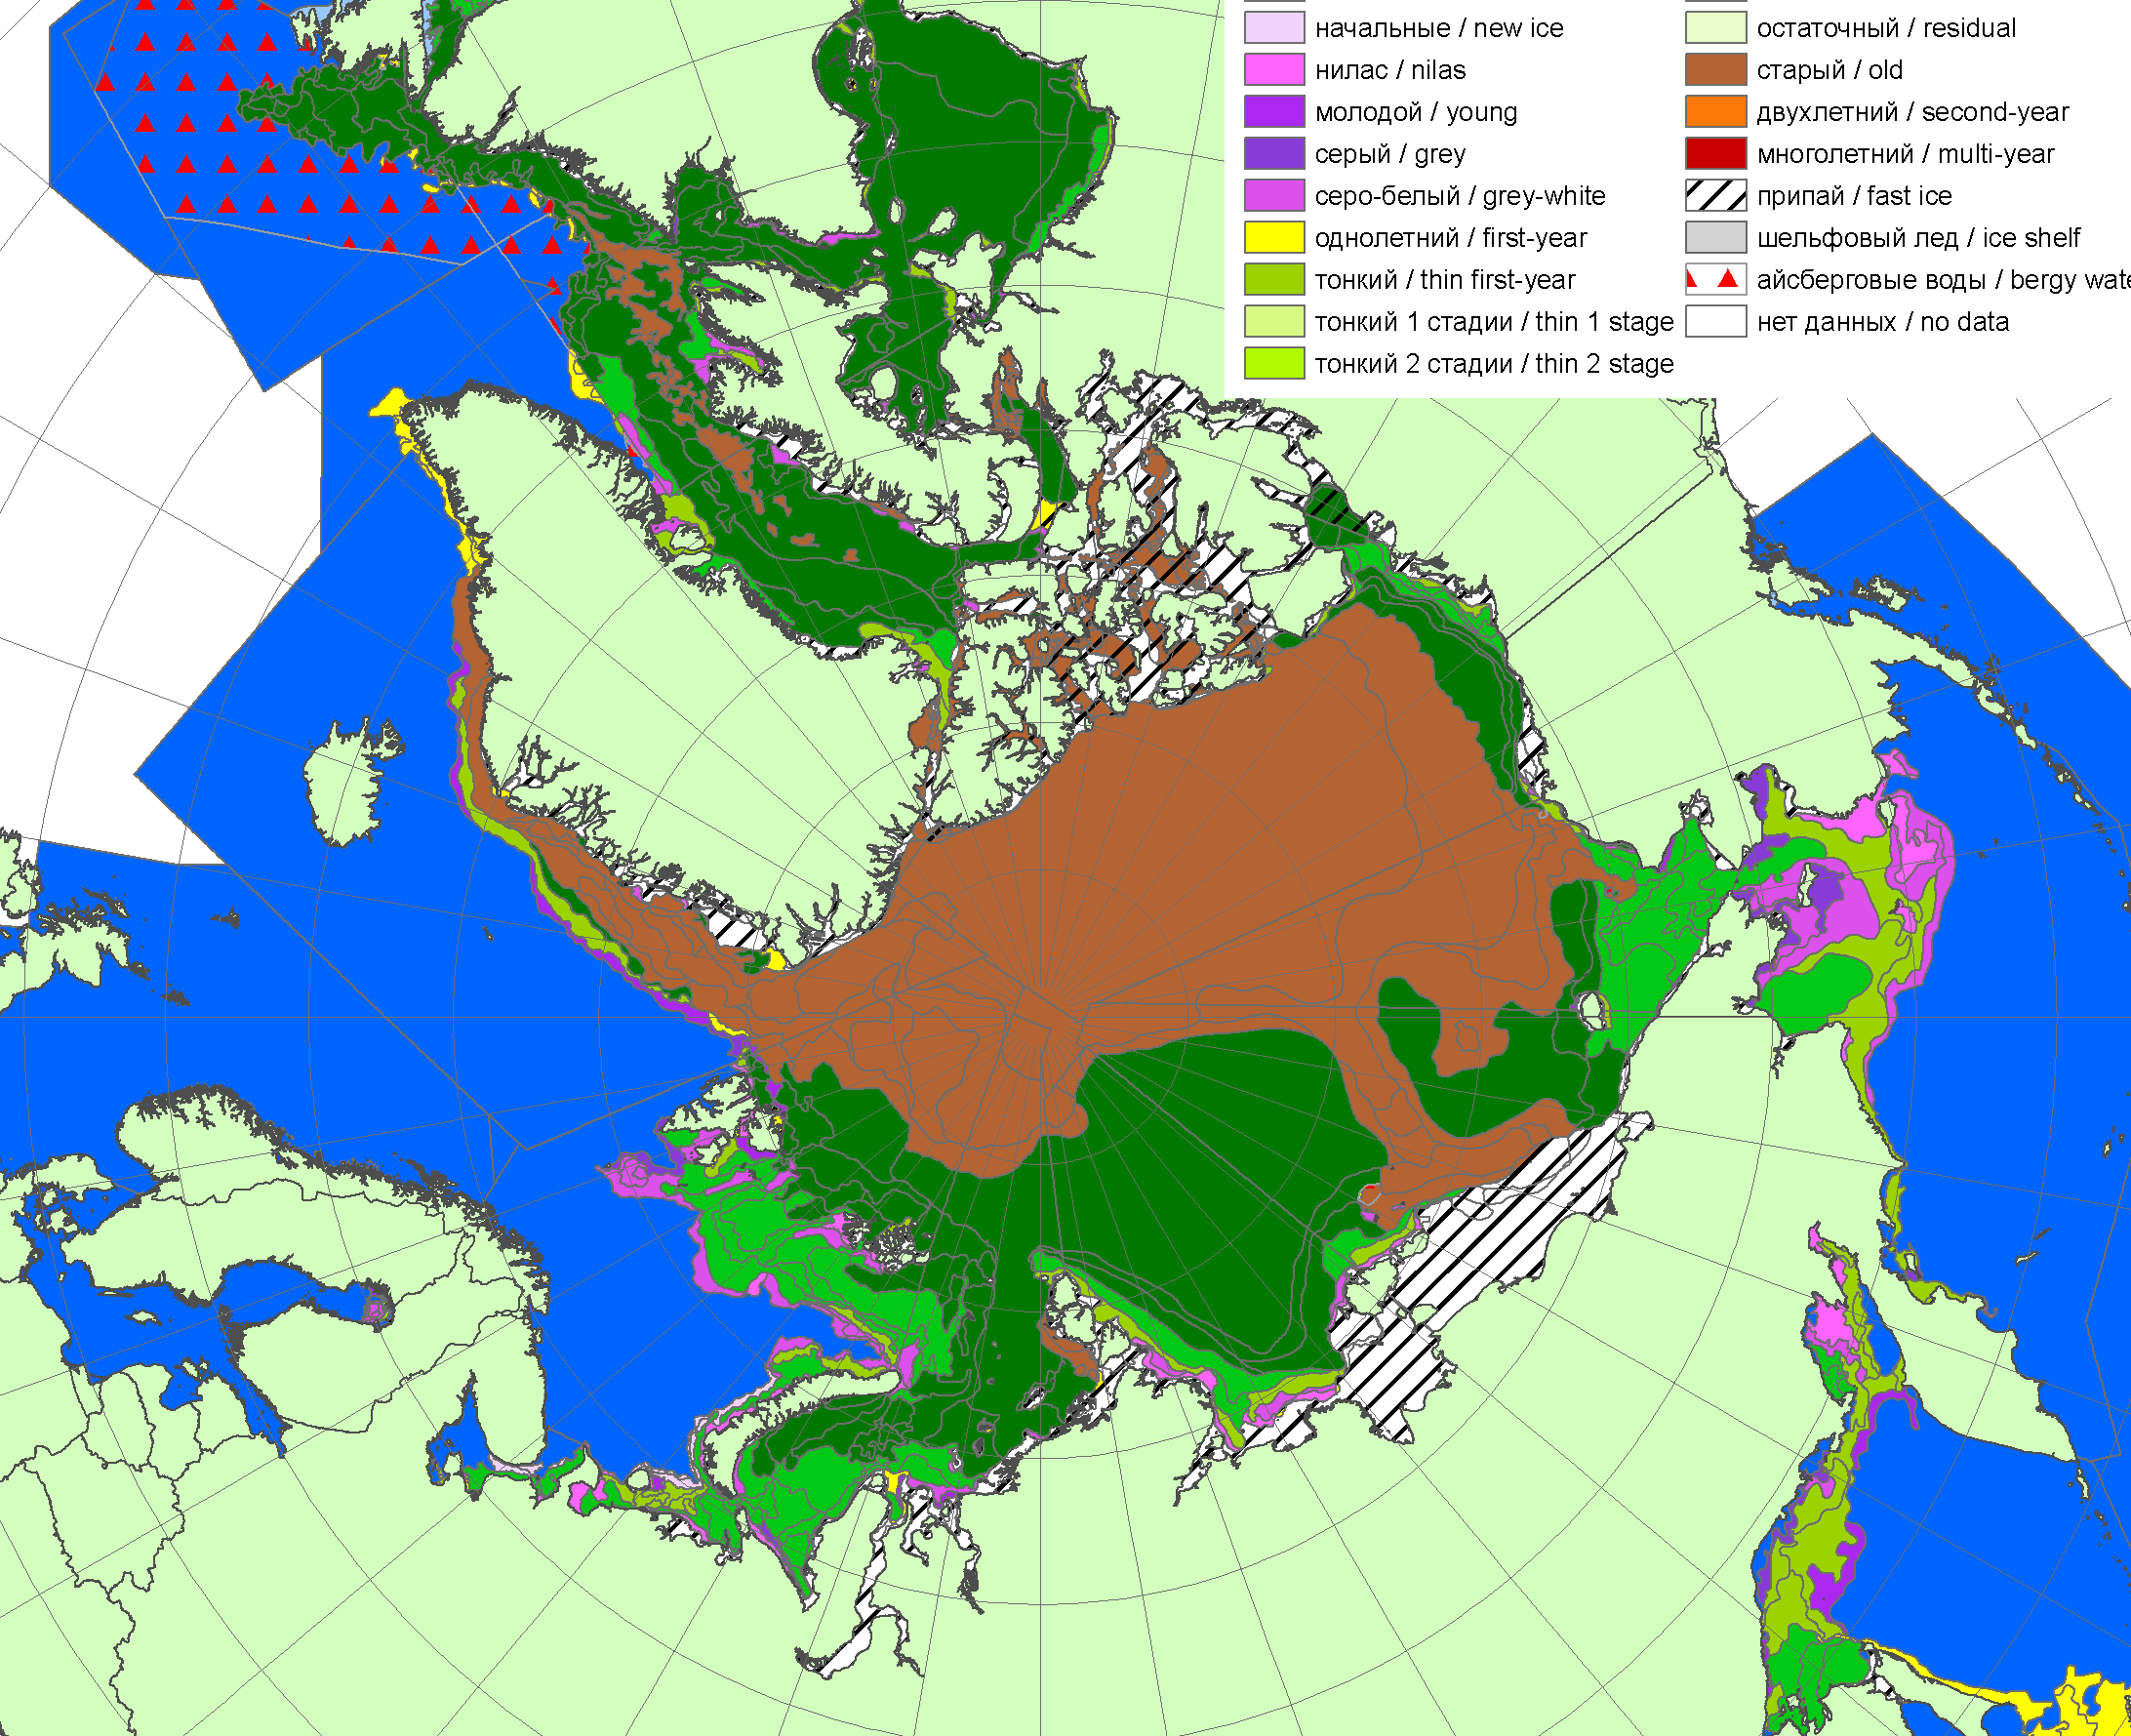 начальные / new ice
нилас / nilas
молодой / young
серый / grey
серо-белый / grey-white
однолетний / first-year
тонкий / thin first-year
тонкий 1 стадии / thin 1 stage
тонкий 2 стадии / thin 2 stage
остаточный / residual
старый / old
двухлетний / second-year
многолетний / multi-year
припай / fast ice
шельфовый лед / ice shelf
айсберговые воды / bergy wate
нет данных / no data